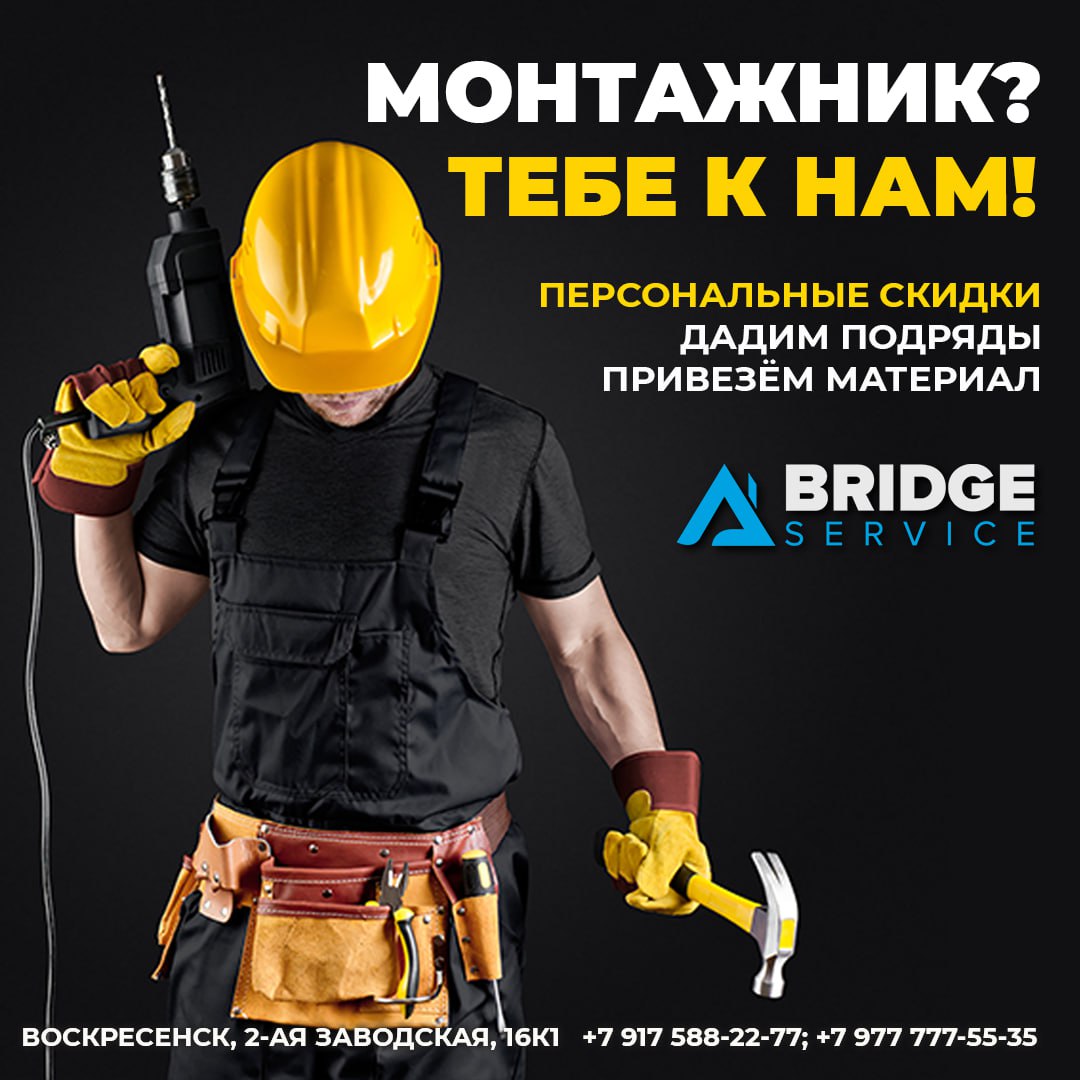 МОНТАЖНИК?
ТЕБЕ К НАМ!
ПЕРСОНАЛЬНЫЕ СКИДКИ
ДАДИМ ПОДРЯДЫ
ПРИВЕЗЁМ МАТЕРИАЛ
BRIDGE
SERVICE
ВОСКРЕСЕНСК, 2-АЯ ЗАВОДСКАЯ, 16К1 +7 917 588-22-77; +7 977 777-55-35